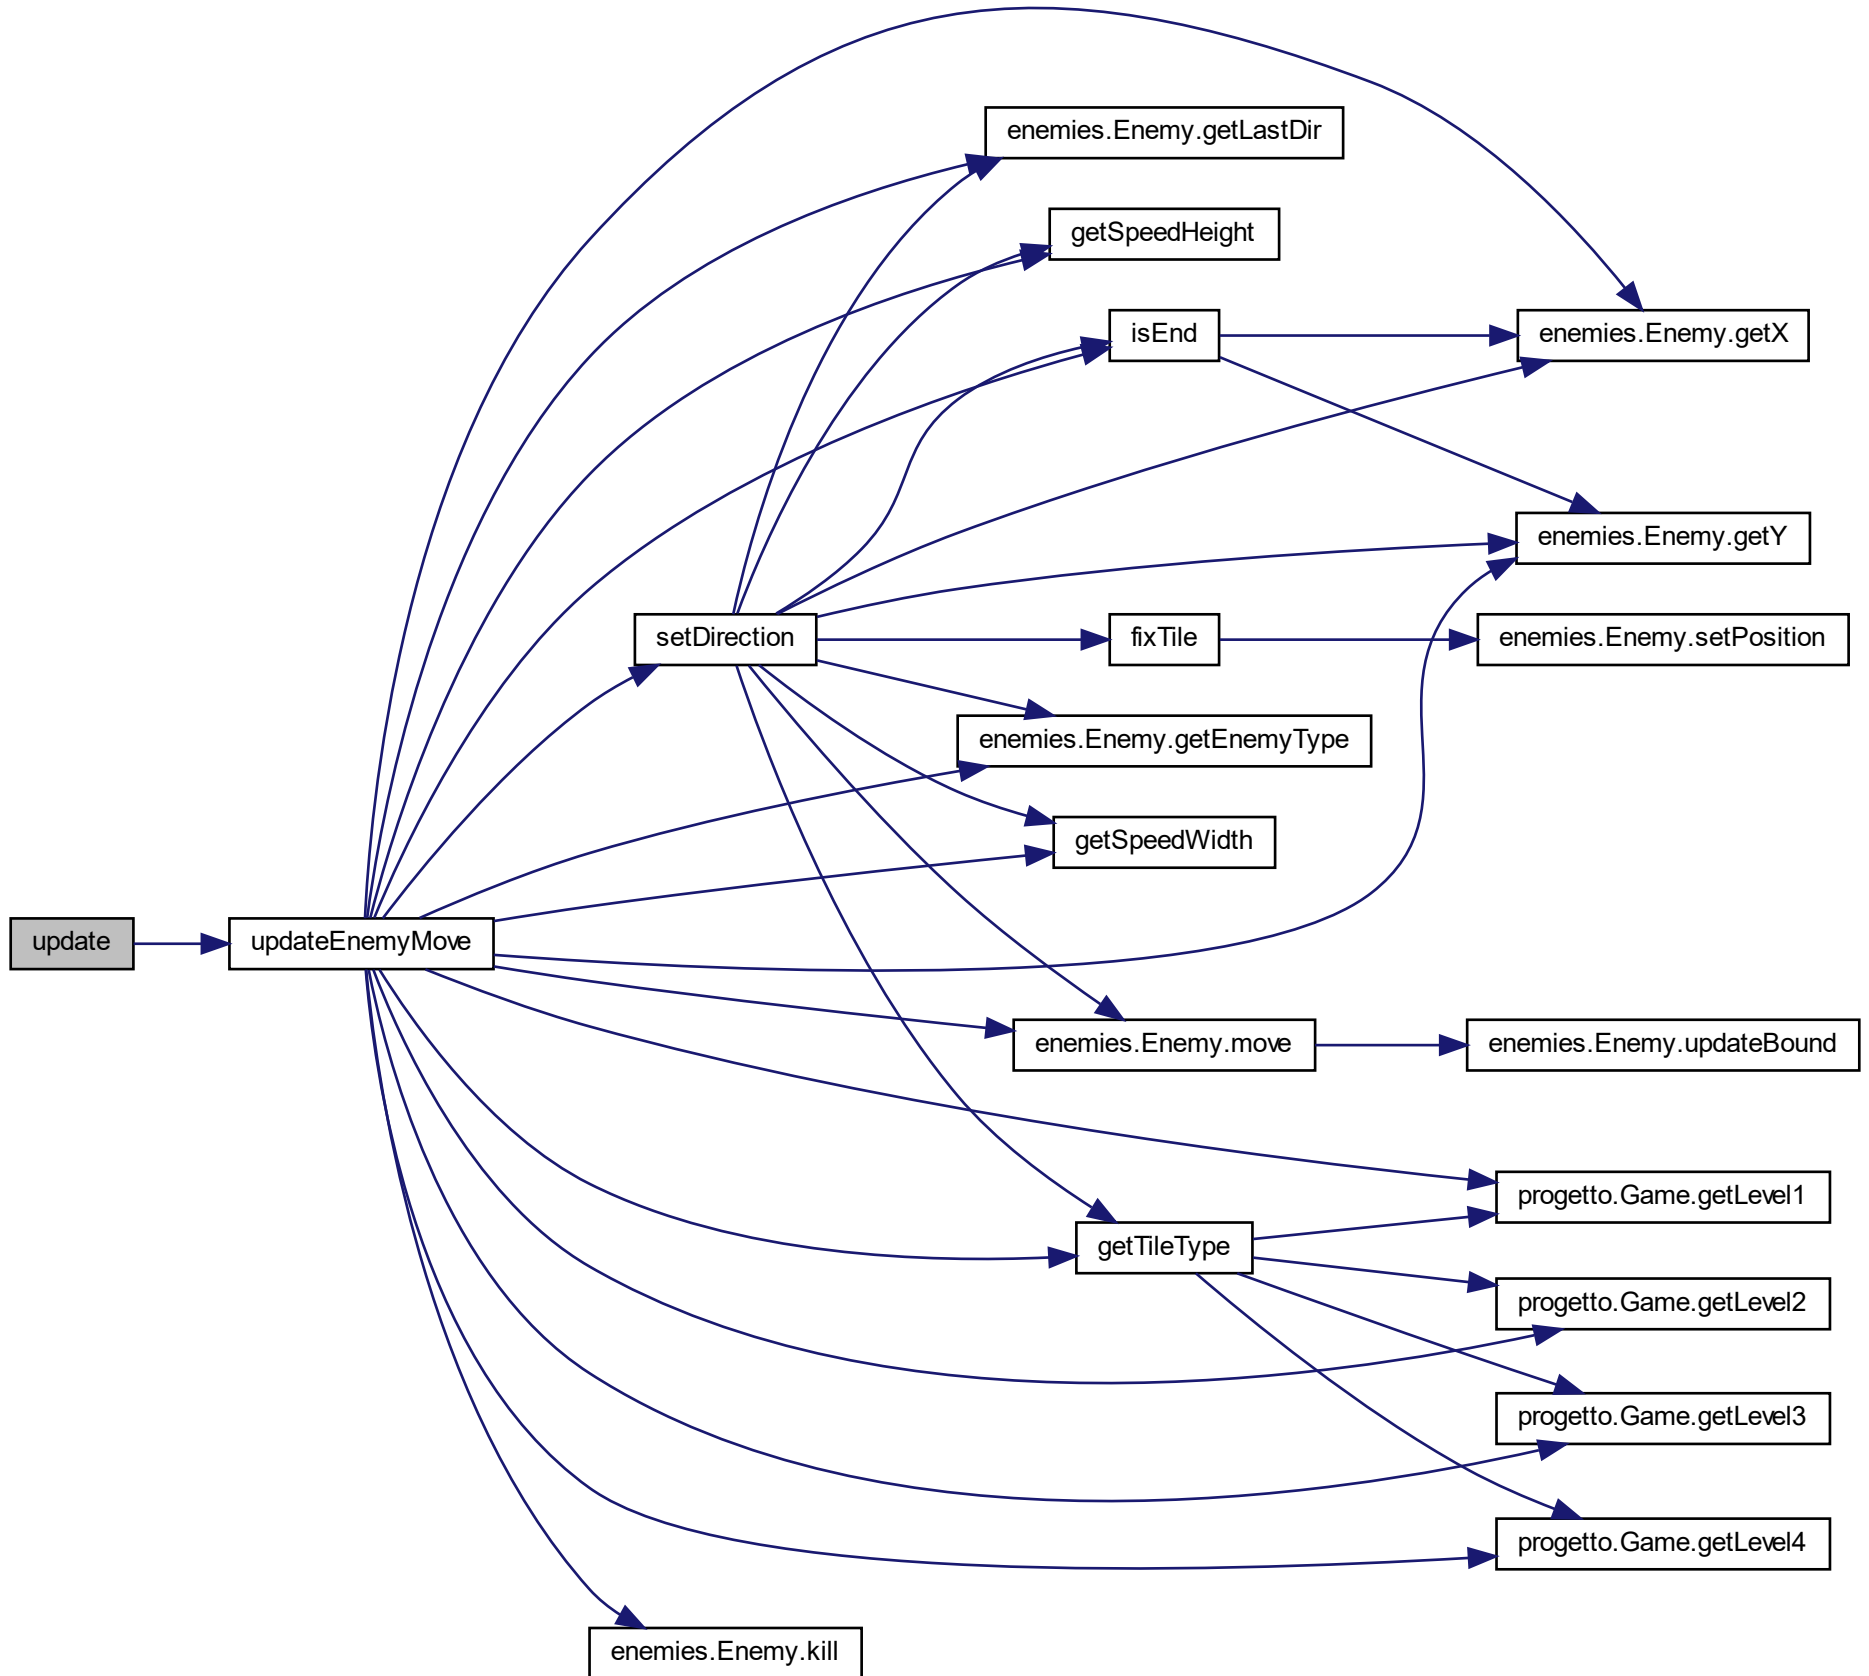 enemies.Enemy.getLastDir
getSpeedHeight
isEnd
enemies.Enemy.getX
enemies.Enemy.getY
setDirection
fixTile
enemies.Enemy.setPosition
enemies.Enemy.getEnemyType
getSpeedWidth
update
updateEnemyMove
enemies.Enemy.move
enemies.Enemy.updateBound
progetto.Game.getLevel1
getTileType
progetto.Game.getLevel2
progetto.Game.getLevel3
progetto.Game.getLevel4
enemies.Enemy.kill